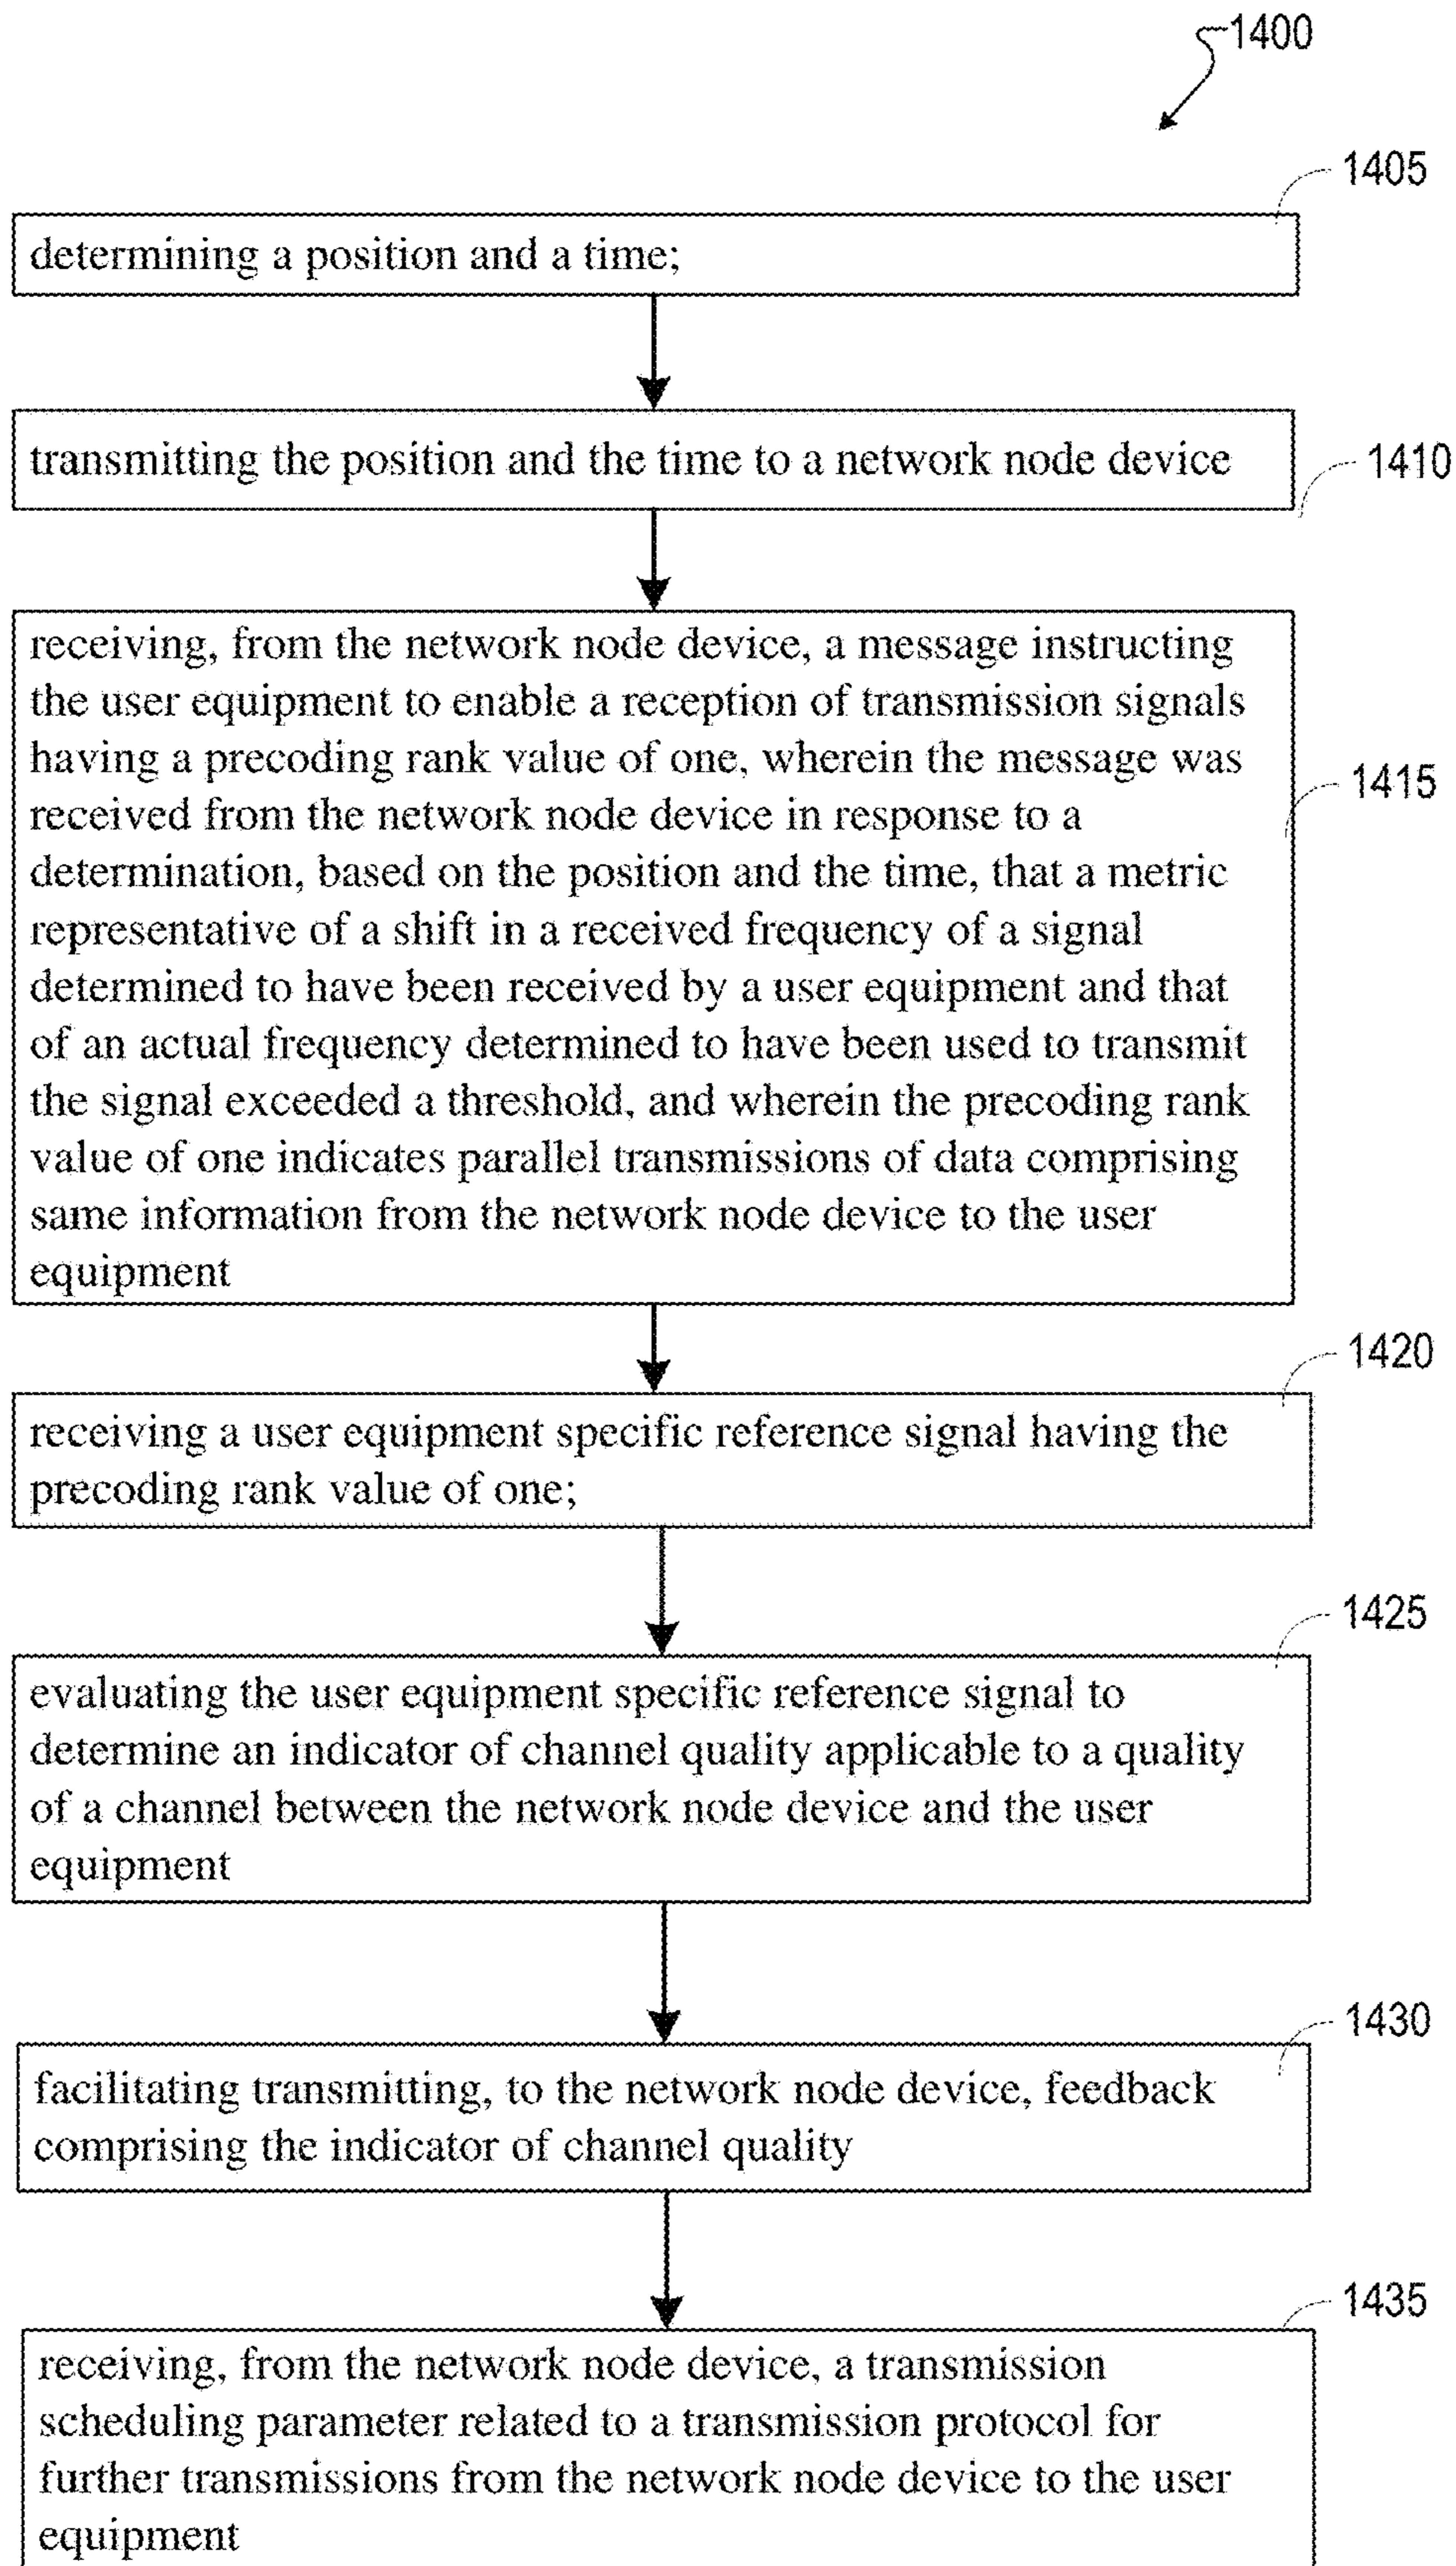 1400
1405
determining a position and a time;
transmitting the position and the time to a network node device
1410
receiving, from the network node device, a message instructing
the user equipment to enable a reception of transmission signals
having a precoding rank value of one, wherein the message was
received from the network node device in response to a
determination, based on the position and the time, that a metric
representative of a shift in a received frequency of a signal
determined to have been received by a user equipment and that
of an actual frequency determined to have been used to transmit
the signal exceeded a threshold, and wherein the precoding rank
value of one indicates parallel transmissions of data comprising
same information from the network node device to the user
equipment
1415
1420
receiving a user equipment specific reference signal having the
precoding rank value of one;
1425
evaluating the user equipment specific reference signal to
determine an indicator of channel quality applicable to a quality
of a channel between the network node device and the user
equipment
1430
facilitating transmitting, to the network node device, feedback
comprising the indicator of channel quality
1435
receiving, from the network node device, a transmission
scheduling parameter related to a transmission protocol for
further transmissions from the network node device to the user
equipment